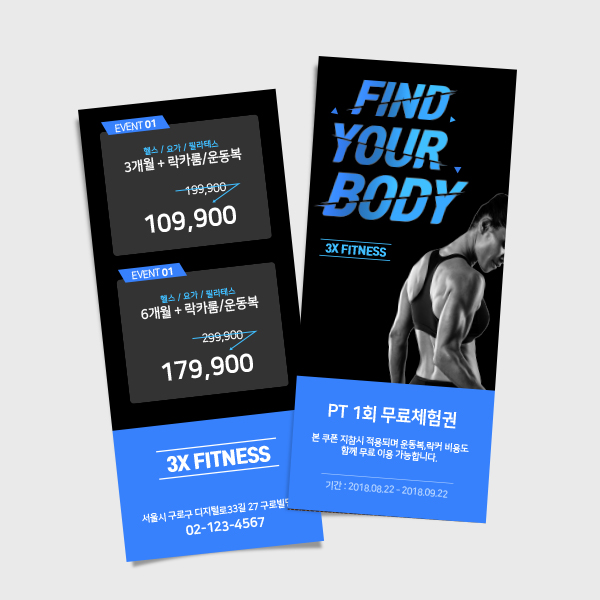 EVENT 01
헬스 / 요가 / 필라테스
3개월 + 락카룸/운동복
199,900
109,900
EVENT 01
헬스 / 요가 / 필라테스
6개월 + 락카룸/운동복
299,900
179,900
3X FITNESS
서울시 구로구 디지털로33길 27 구로빌딩
02-123-4567
FIND
YOUR
BODY
3X FITNESS
PT 1회 무료체험권
본 쿠폰 지참시 적용되며 운동복,락커 비용도
함께 무료 이용 가능합니다.
기간 : 2018.08.22 - 2018.09.22